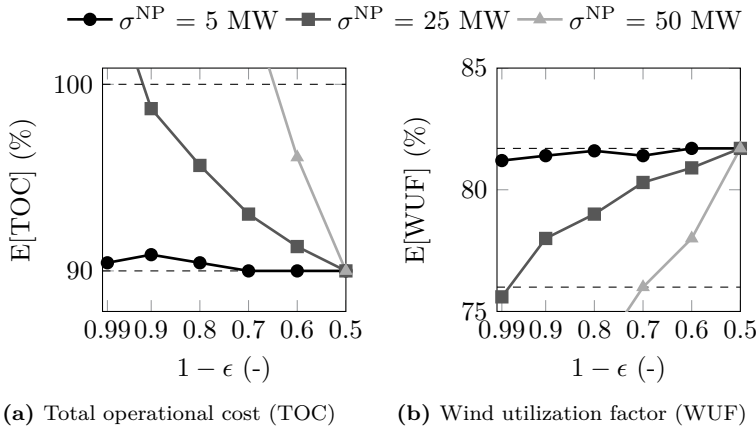 σ^NP = 5 MW σ^NP = 25 MW σ^NP = 50 MW
E[TOC] (%)
100
90
0.99 0.9 0.8 0.7 0.6 0.5
1 − ϵ (-)
(a) Total operational cost (TOC)
E[WUF] (%)
85
80
75
0.99 0.9 0.8 0.7 0.6 0.5
1 − ϵ (-)
(b) Wind utilization factor (WUF)